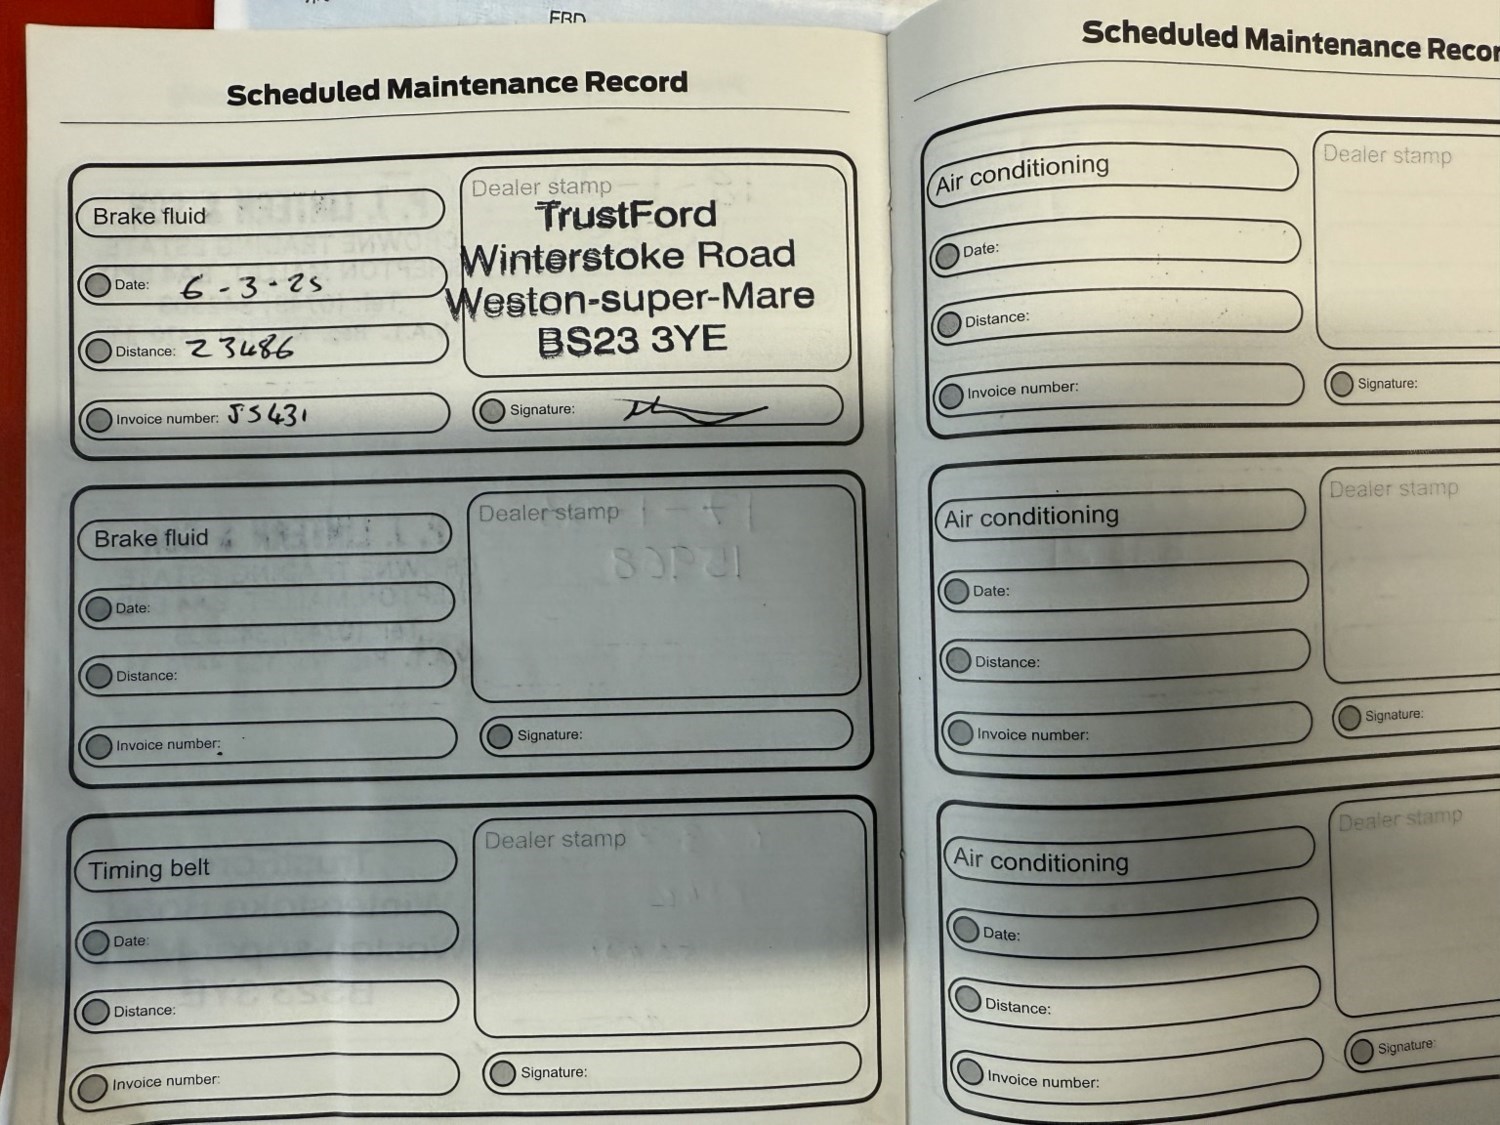 FRD
Scheduled Maintenance Record
Brake fluid
Date: 6-3-25
Distance: 23486
Invoice number: JS431
Dealer stamp
TrustFord
Winterstoke Road
Weston-super-Mare
BS23 3YE
Signature:
Brake fluid
Date:
Distance:
Invoice number:
Dealer stamp
Signature:
Timing belt
Date:
Distance:
Invoice number:
Dealer stamp
Signature:
Scheduled Maintenance Recor
Air conditioning
Date:
Distance:
Invoice number:
Dealer stamp
Signature:
Air conditioning
Date:
Distance:
Invoice number:
Dealer stamp
Signature:
Air conditioning
Date:
Distance:
Invoice number:
Dealer stamp
Signature: